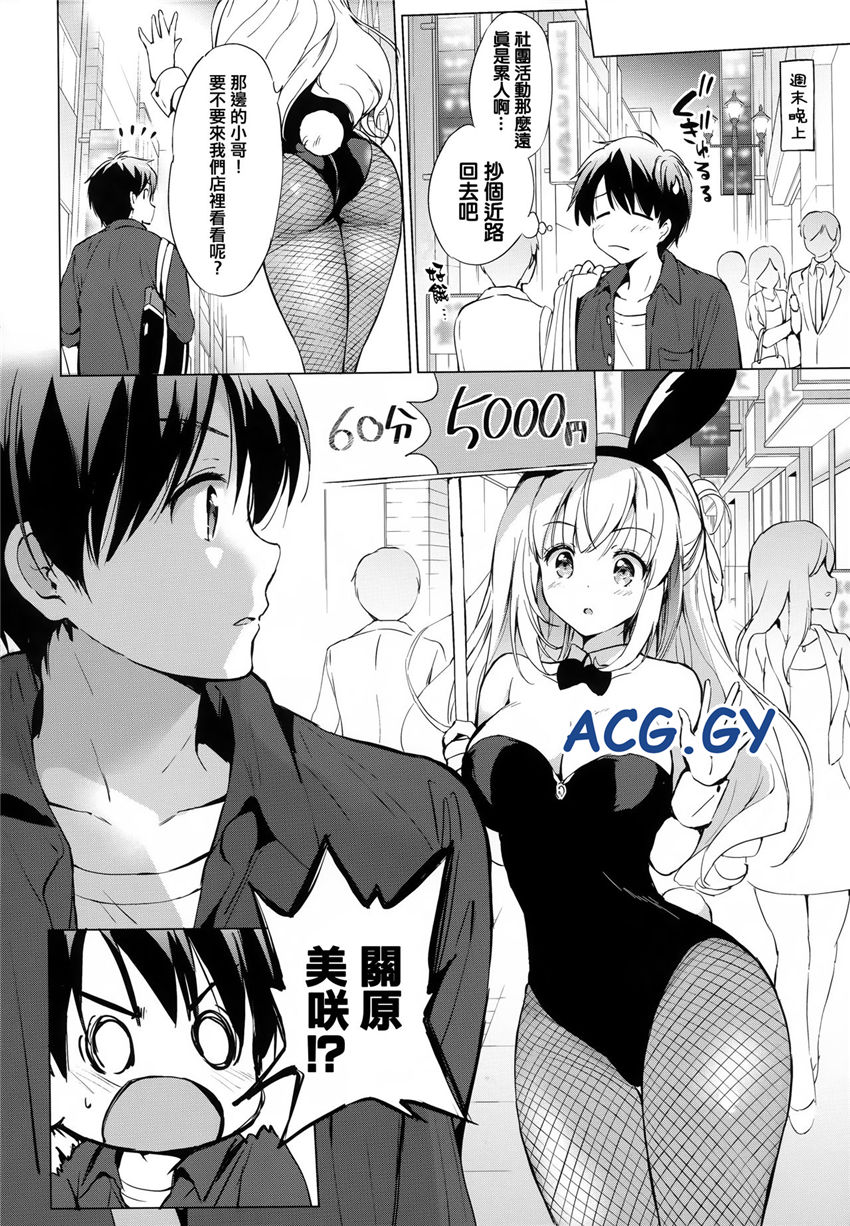 週末晚上
くきゅるる
社團活動那麼遠
真是累人啊…
抄個近路
回去吧
那邊的小哥！
要不要來我們店裡看看呢？
60分
5000円
ACG.GY
關原
美咲!?